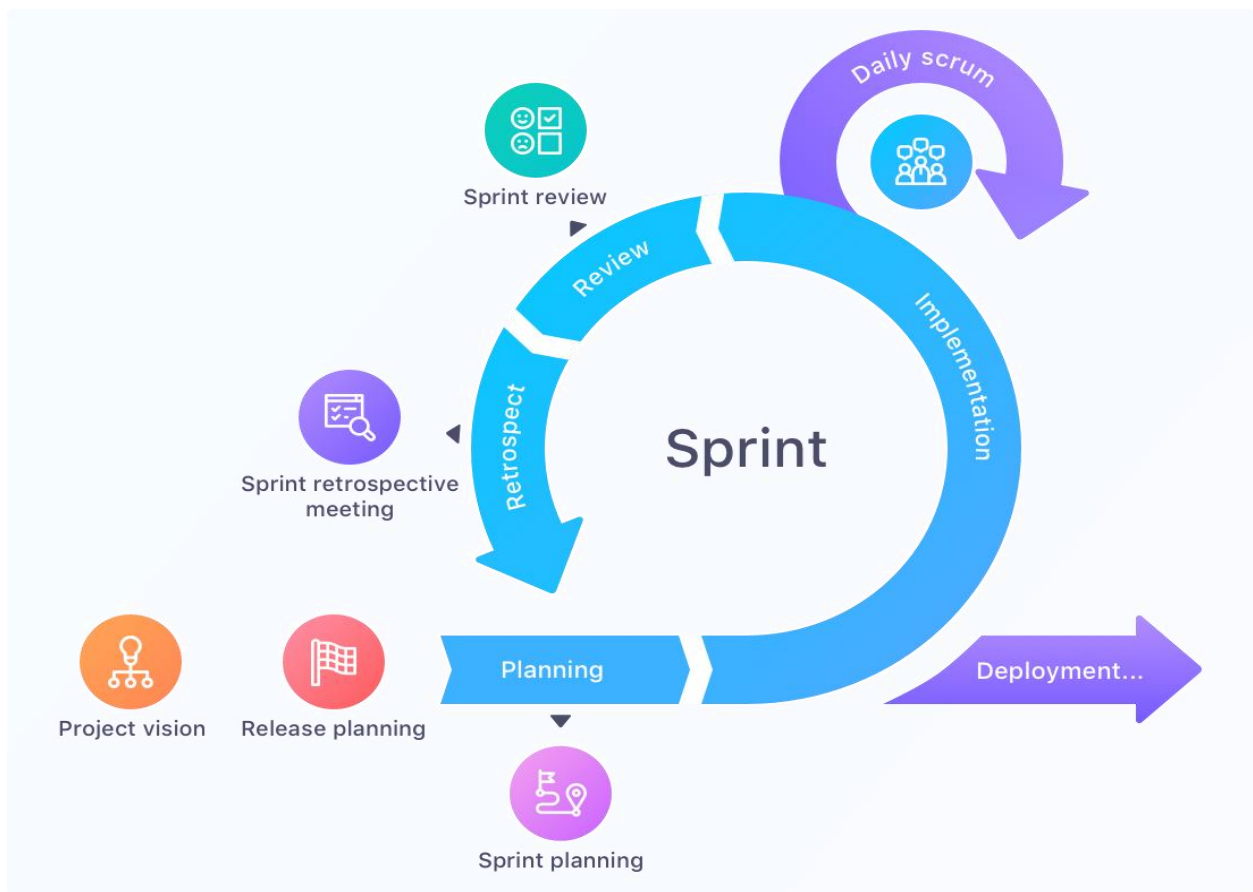 Daily scrum
Sprint review
Review
Implementation
Retrospect
Sprint
Sprint retrospective
meeting
Planning
Deployment...
Project vision
Release planning
Sprint planning